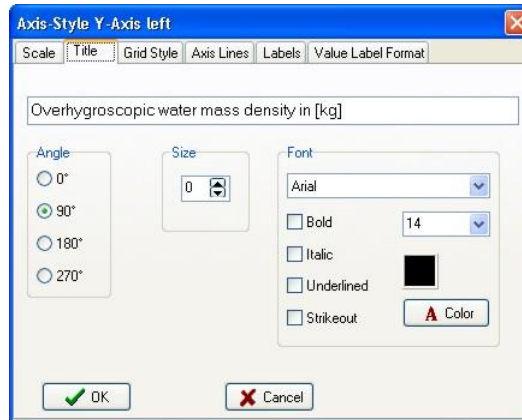 Axis-Style Y-Axis left
Scale Title Grid Style Axis Lines Labels Value Label Format
Overhygroscopic water mass density in [kg]
Angle Size Font
0° 0 Arial
90° Bold 14
180° Italic
270° Underlined
Strikeout A Color
OK Cancel